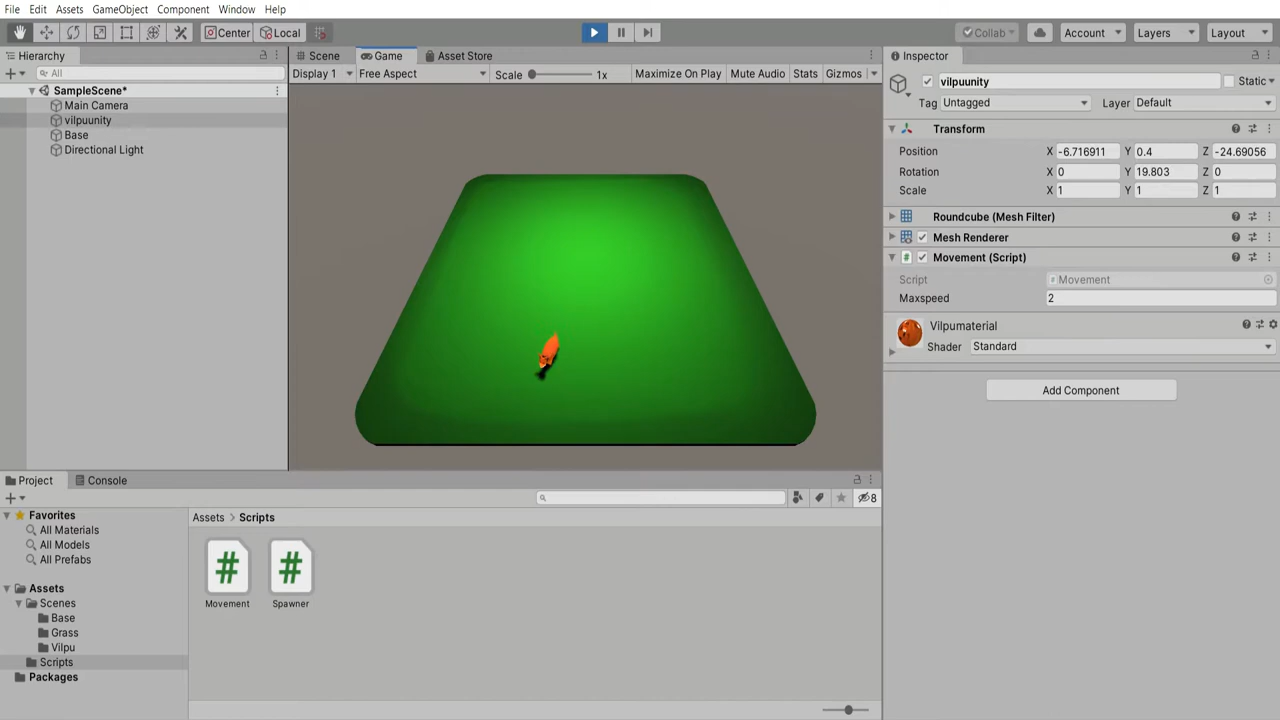 File Edit Assets GameObject Component Window Help
Center Local Collab Account Layers Layout
Hierarchy
All
SampleScene*
Main Camera
vilpuunity
Base
Directional Light
Scene Game Asset Store
Display 1 Free Aspect Scale 1x Maximize On Play Mute Audio Stats Gizmos
Inspector
vilpuunity Static
Tag Untagged Layer Default
Transform
Position X -6.716911 Y 0.4 Z -24.69056
Rotation X 0 Y 19.803 Z 0
Scale X 1 Y 1 Z 1
Roundcube (Mesh Filter)
Mesh Renderer
# Movement (Script)
Script # Movement
Maxspeed 2
Vilpumaterial
Shader Standard
Add Component
Project Console
8
Favorites
All Materials
All Models
All Prefabs
Assets
Scenes
Base
Grass
Vilpu
Scripts
Packages
Assets > Scripts
# #
Movement Spawner